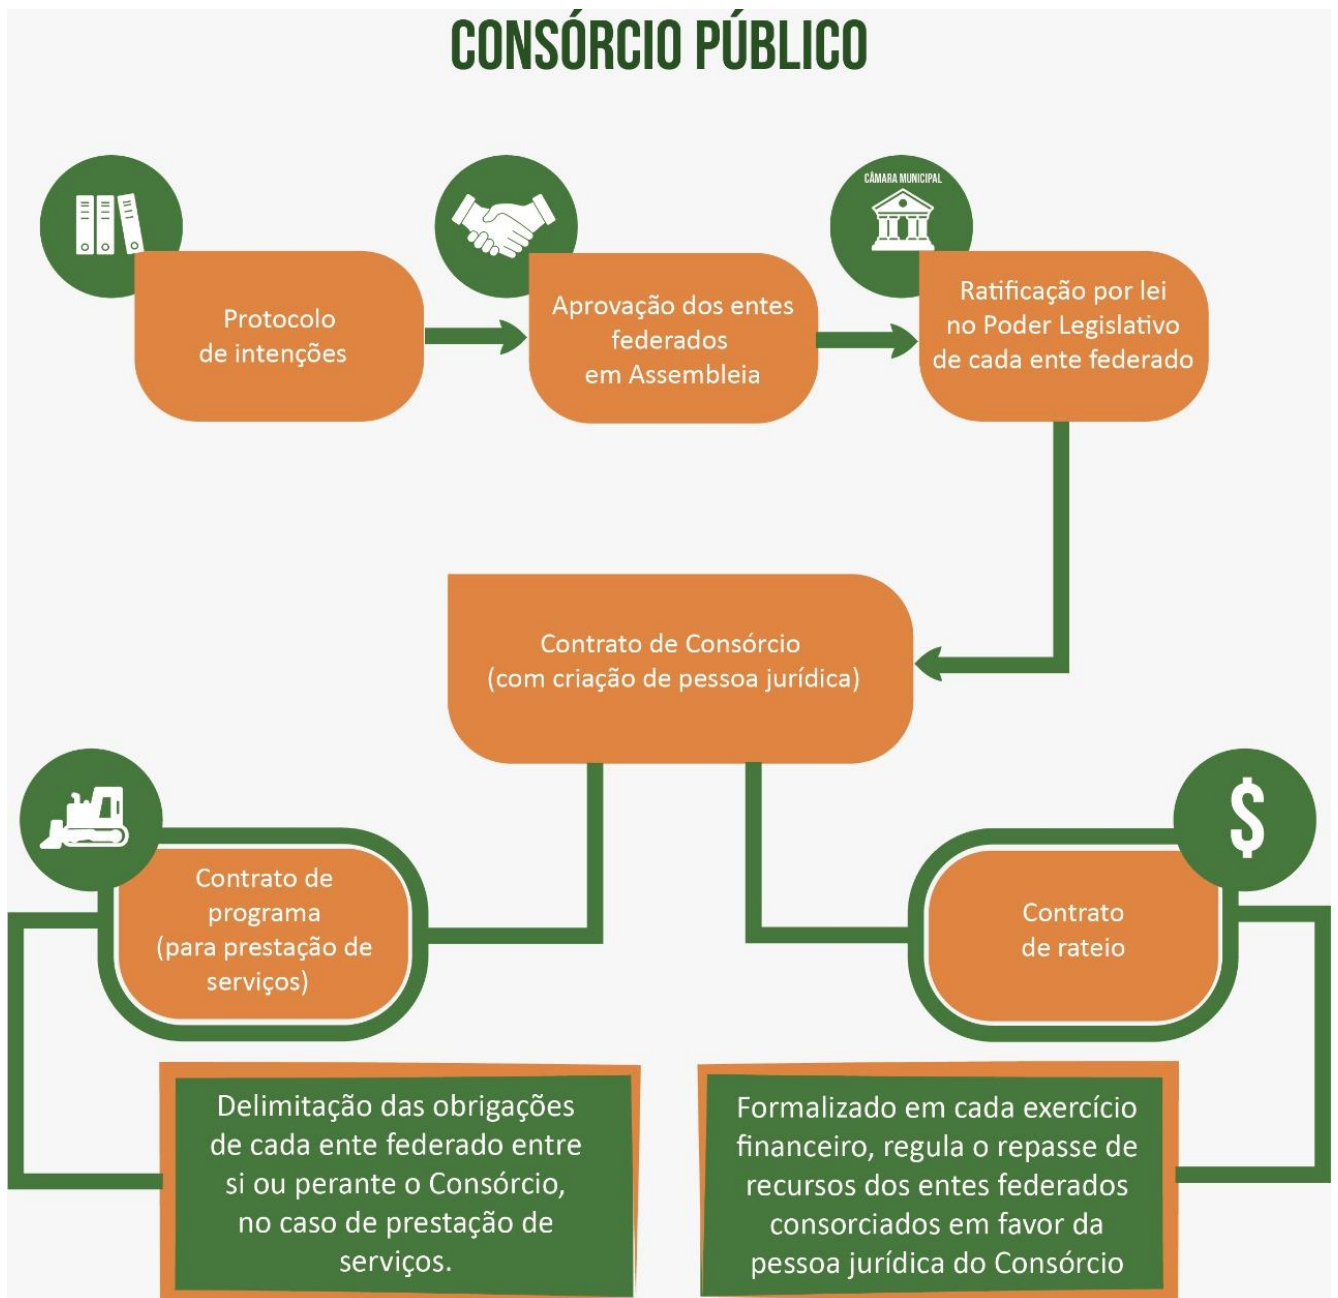 CONSÓRCIO PÚBLICO
Protocolo
de intenções
Aprovação dos entes
federados
em Assembleia
CÂMARA MUNICIPAL
Ratificação por lei
no Poder Legislativo
de cada ente federado
Contrato de Consórcio
(com criação de pessoa jurídica)
Contrato de
programa
(para prestação de
serviços)
$
Contrato
de rateio
Delimitação das obrigações
de cada ente federado entre
si ou perante o Consórcio,
no caso de prestação de
serviços.
Formalizado em cada exercício
financeiro, regula o repasse de
recursos dos entes federados
consorciados em favor da
pessoa jurídica do Consórcio